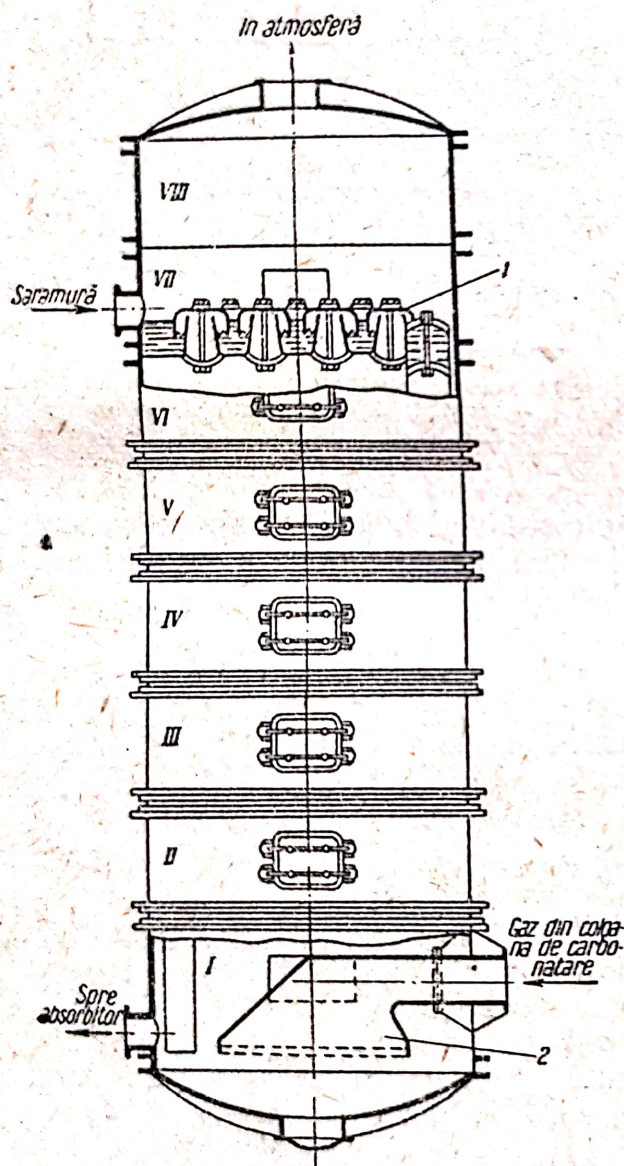 In atmosferă
VIII
VII
1
Saramură
VI
V
IV
III
II
Gaz din coloa-
na de carbo-
natare
I
Spre
absorbitor
2